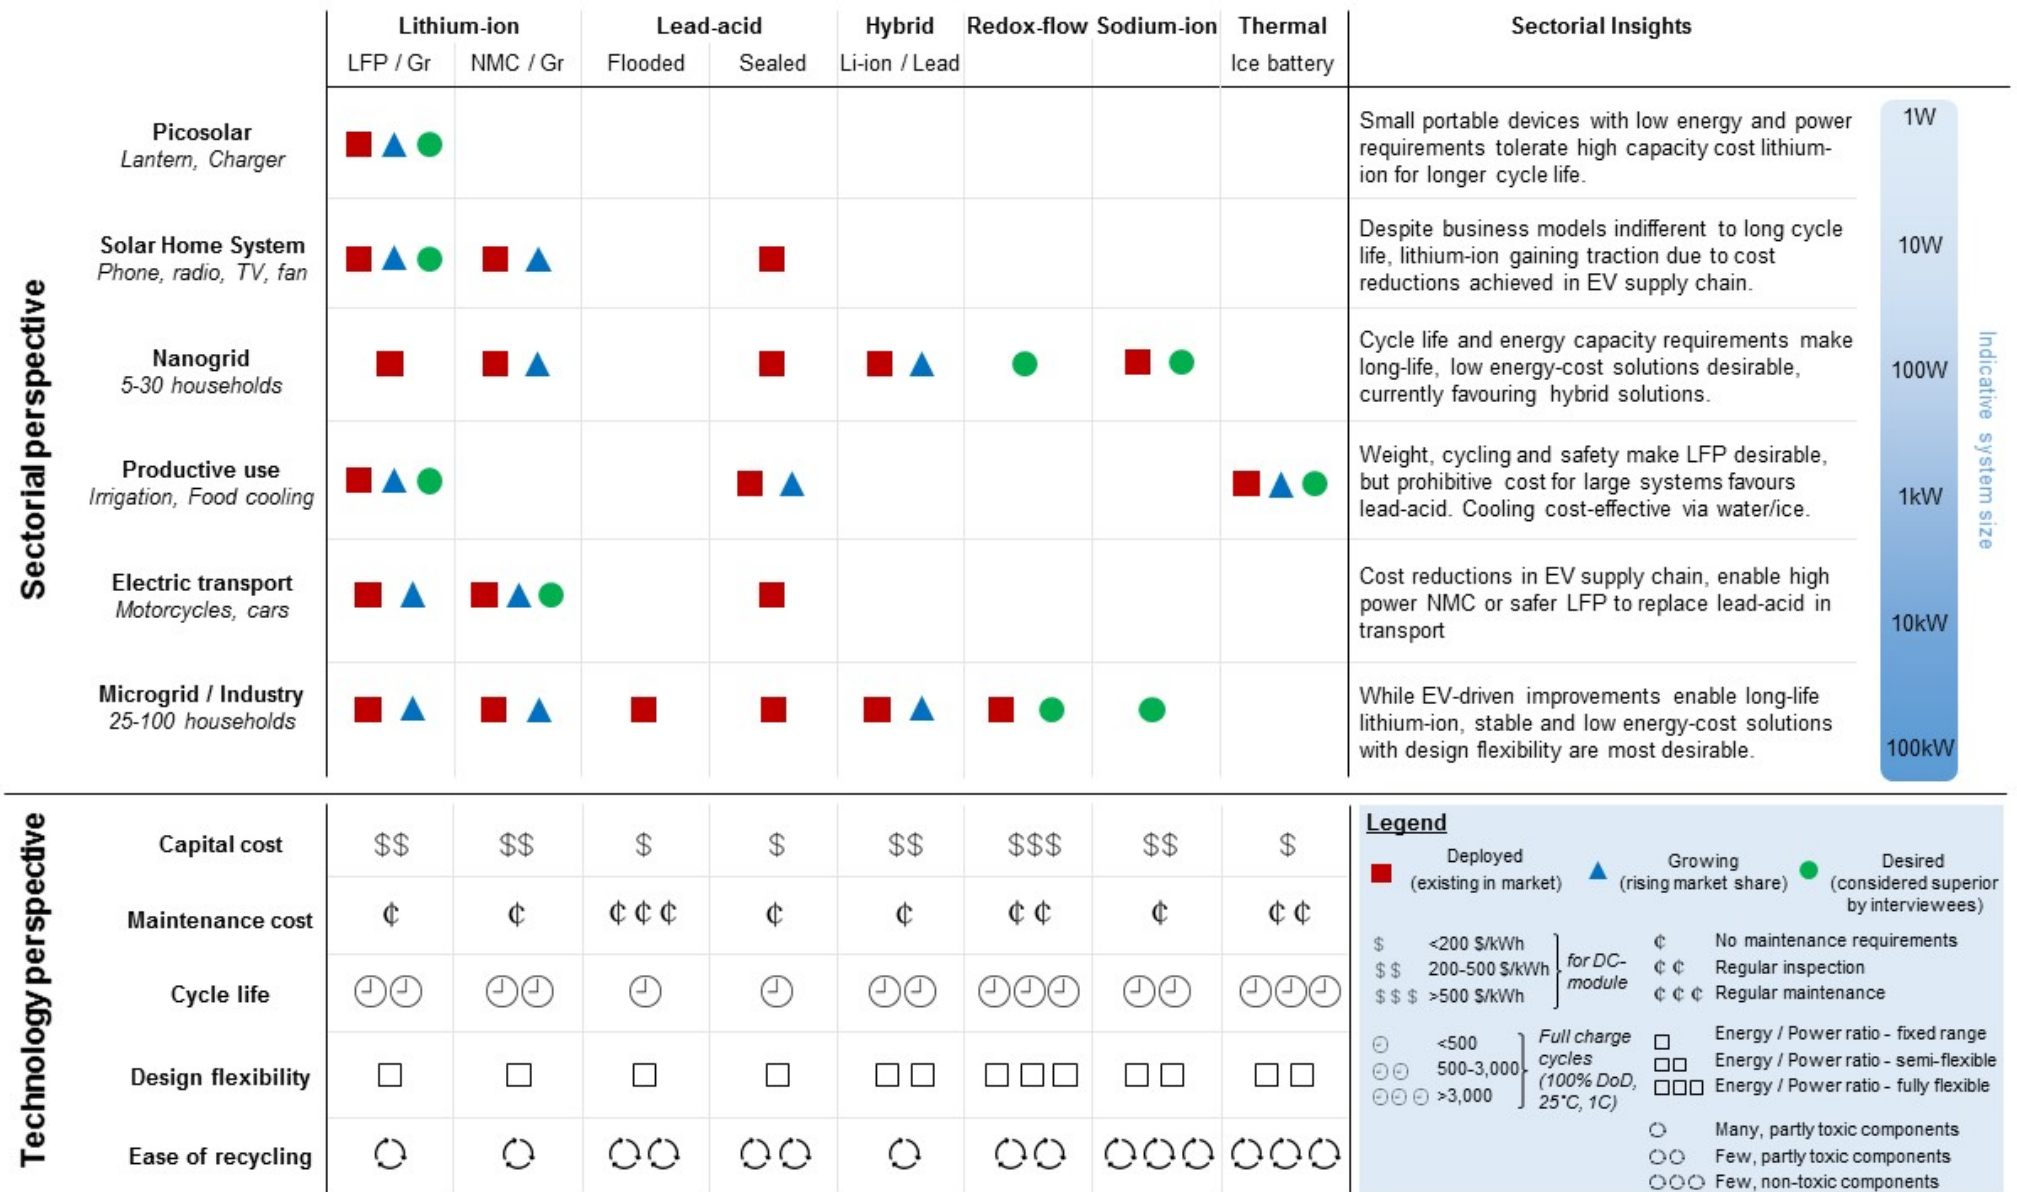 Lithium-ion Lead-acid Hybrid Redox-flow Sodium-ion Thermal Sectorial Insights
LFP / Gr NMC / Gr Flooded Sealed Li-ion / Lead Ice battery
Sectorial perspective
Picosolar
Lantern, Charger
Small portable devices with low energy and power
requirements tolerate high capacity cost lithium-
ion for longer cycle life.
Solar Home System
Phone, radio, TV, fan
Despite business models indifferent to long cycle
life, lithium-ion gaining traction due to cost
reductions achieved in EV supply chain.
Nanogrid
5-30 households
Cycle life and energy capacity requirements make
long-life, low energy-cost solutions desirable,
currently favouring hybrid solutions.
Productive use
Irrigation, Food cooling
Weight, cycling and safety make LFP desirable,
but prohibitive cost for large systems favours
lead-acid. Cooling cost-effective via water/ice.
Electric transport
Motorcycles, cars
Cost reductions in EV supply chain, enable high
power NMC or safer LFP to replace lead-acid in
transport
Microgrid / Industry
25-100 households
While EV-driven improvements enable long-life
lithium-ion, stable and low energy-cost solutions
with design flexibility are most desirable.
1W
10W
100W
1kW
10kW
100kW
Indicative system size
Technology perspective
Capital cost $$ $$ $ $ $$ $$$ $$ $
Maintenance cost ¢ ¢ ¢ ¢ ¢ ¢ ¢ ¢ ¢ ¢ ¢ ¢
Cycle life
Design flexibility
Ease of recycling
Legend
Deployed
(existing in market)
Growing
(rising market share)
Desired
(considered superior
by interviewees)
$ <200 $/kWh
$ $ 200-500 $/kWh
$ $ $ >500 $/kWh
for DC-
module
¢ No maintenance requirements
¢ ¢ Regular inspection
¢ ¢ ¢ Regular maintenance
<500
500-3,000
>3,000
Full charge
cycles
(100% DoD,
25°C, 1C)
Energy / Power ratio - fixed range
Energy / Power ratio - semi-flexible
Energy / Power ratio - fully flexible
Many, partly toxic components
Few, partly toxic components
Few, non-toxic components